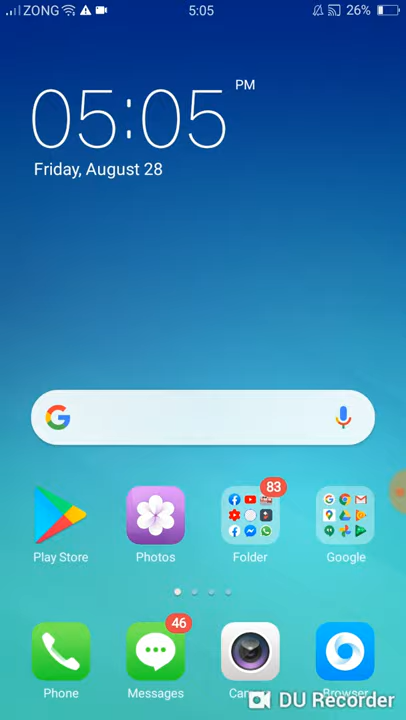 ZONG 5:05 26%
05:05 PM
Friday, August 28
83
Play Store Photos Folder Google
46
Phone Messages
DU Recorder